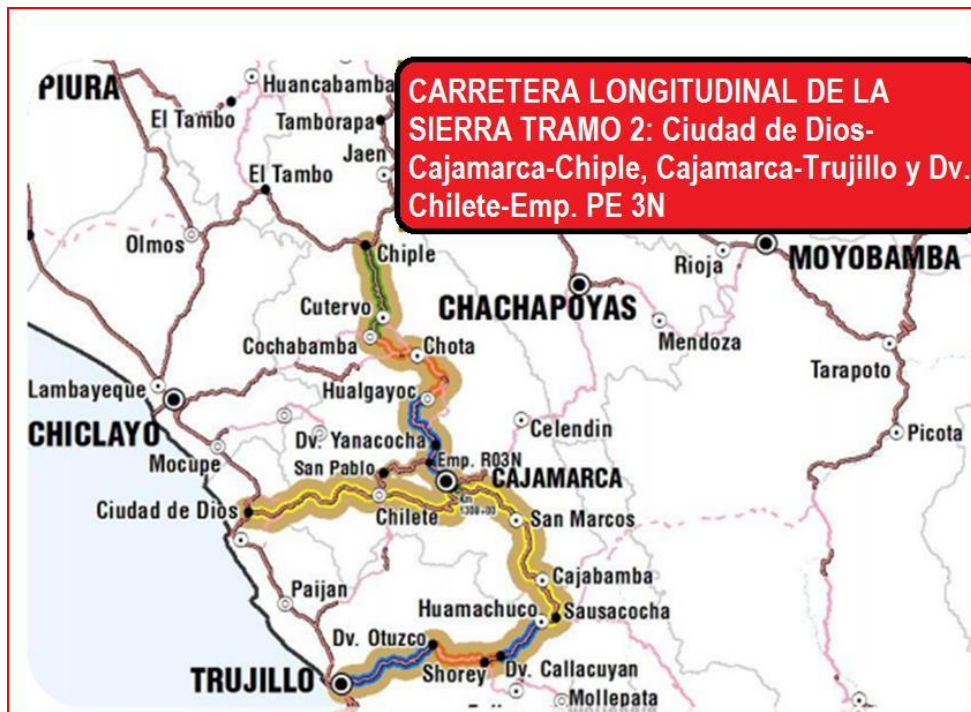 CARRETERA LONGITUDINAL DE LA
SIERRA TRAMO 2: Ciudad de Dios-
Cajamarca-Chiple, Cajamarca-Trujillo y Dv.
Chilete-Emp. PE 3N
PIURA
Huancabamba
El Tambo
Tamborapa
Jaen
El Tambo
Olmos
Chiple
Rioja
MOYOBAMBA
CHACHAPOYAS
Cutervo
Mendoza
Cochabamba
Chota
Tarapoto
Lambayeque
Hualgayoc
CHICLAYO
Celendin
Picota
Dv. Yanacocha
Mocupe
San Pablo
Emp. R03N
CAJAMARCA
Km
1308+00
Ciudad de Dios
Chilete
San Marcos
Cajabamba
Paijan
Huamachuco
Sausacocha
Dv. Otuzco
TRUJILLO
Shorey
Dv. Callacuyan
Mollepata